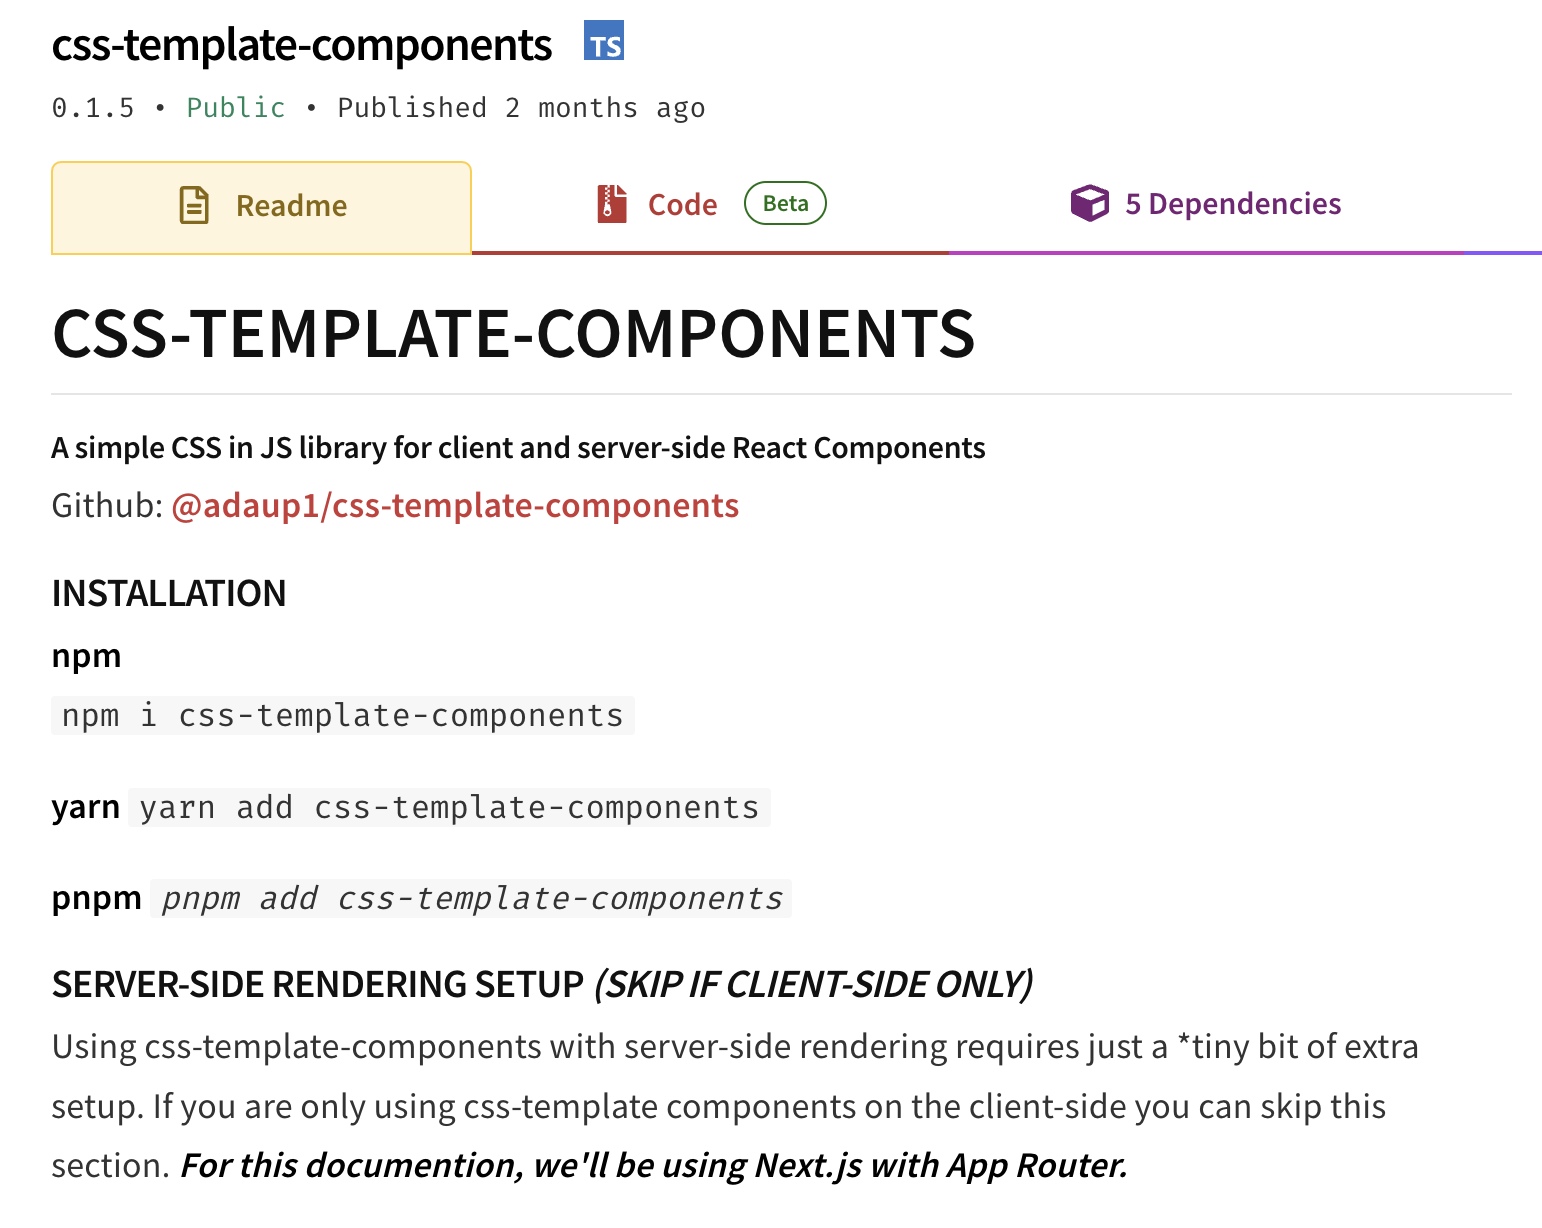 css-template-components TS
0.1.5 • Public • Published 2 months ago
Readme Code Beta 5 Dependencies
CSS-TEMPLATE-COMPONENTS
A simple CSS in JS library for client and server-side React Components
Github: @adaup1/css-template-components
INSTALLATION
npm
npm i css-template-components
yarn yarn add css-template-components
pnpm pnpm add css-template-components
SERVER-SIDE RENDERING SETUP (SKIP IF CLIENT-SIDE ONLY)
Using css-template-components with server-side rendering requires just a *tiny bit of extra
setup. If you are only using css-template components on the client-side you can skip this
section. For this documention, we'll be using Next.js with App Router.